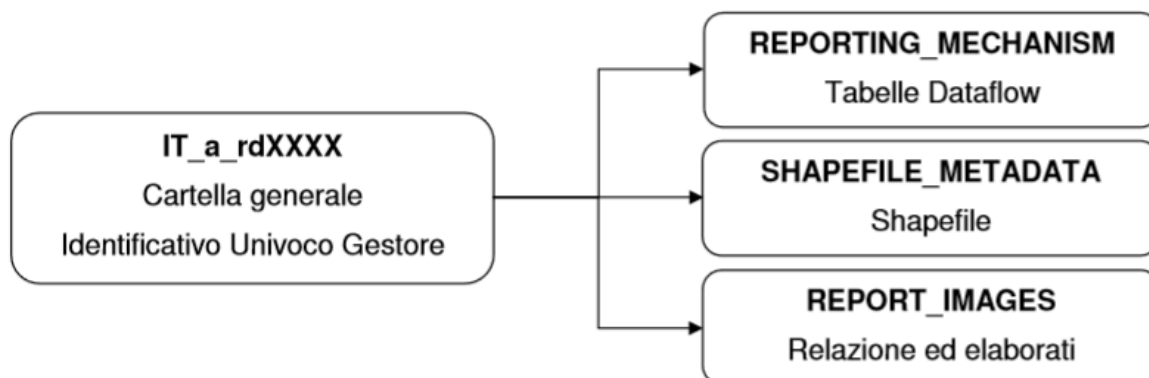 IT_a_rdXXXX
Cartella generale
Identificativo Univoco Gestore
REPORTING_MECHANISM
Tabelle Dataflow
SHAPEFILE_METADATA
Shapefile
REPORT_IMAGES
Relazione ed elaborati